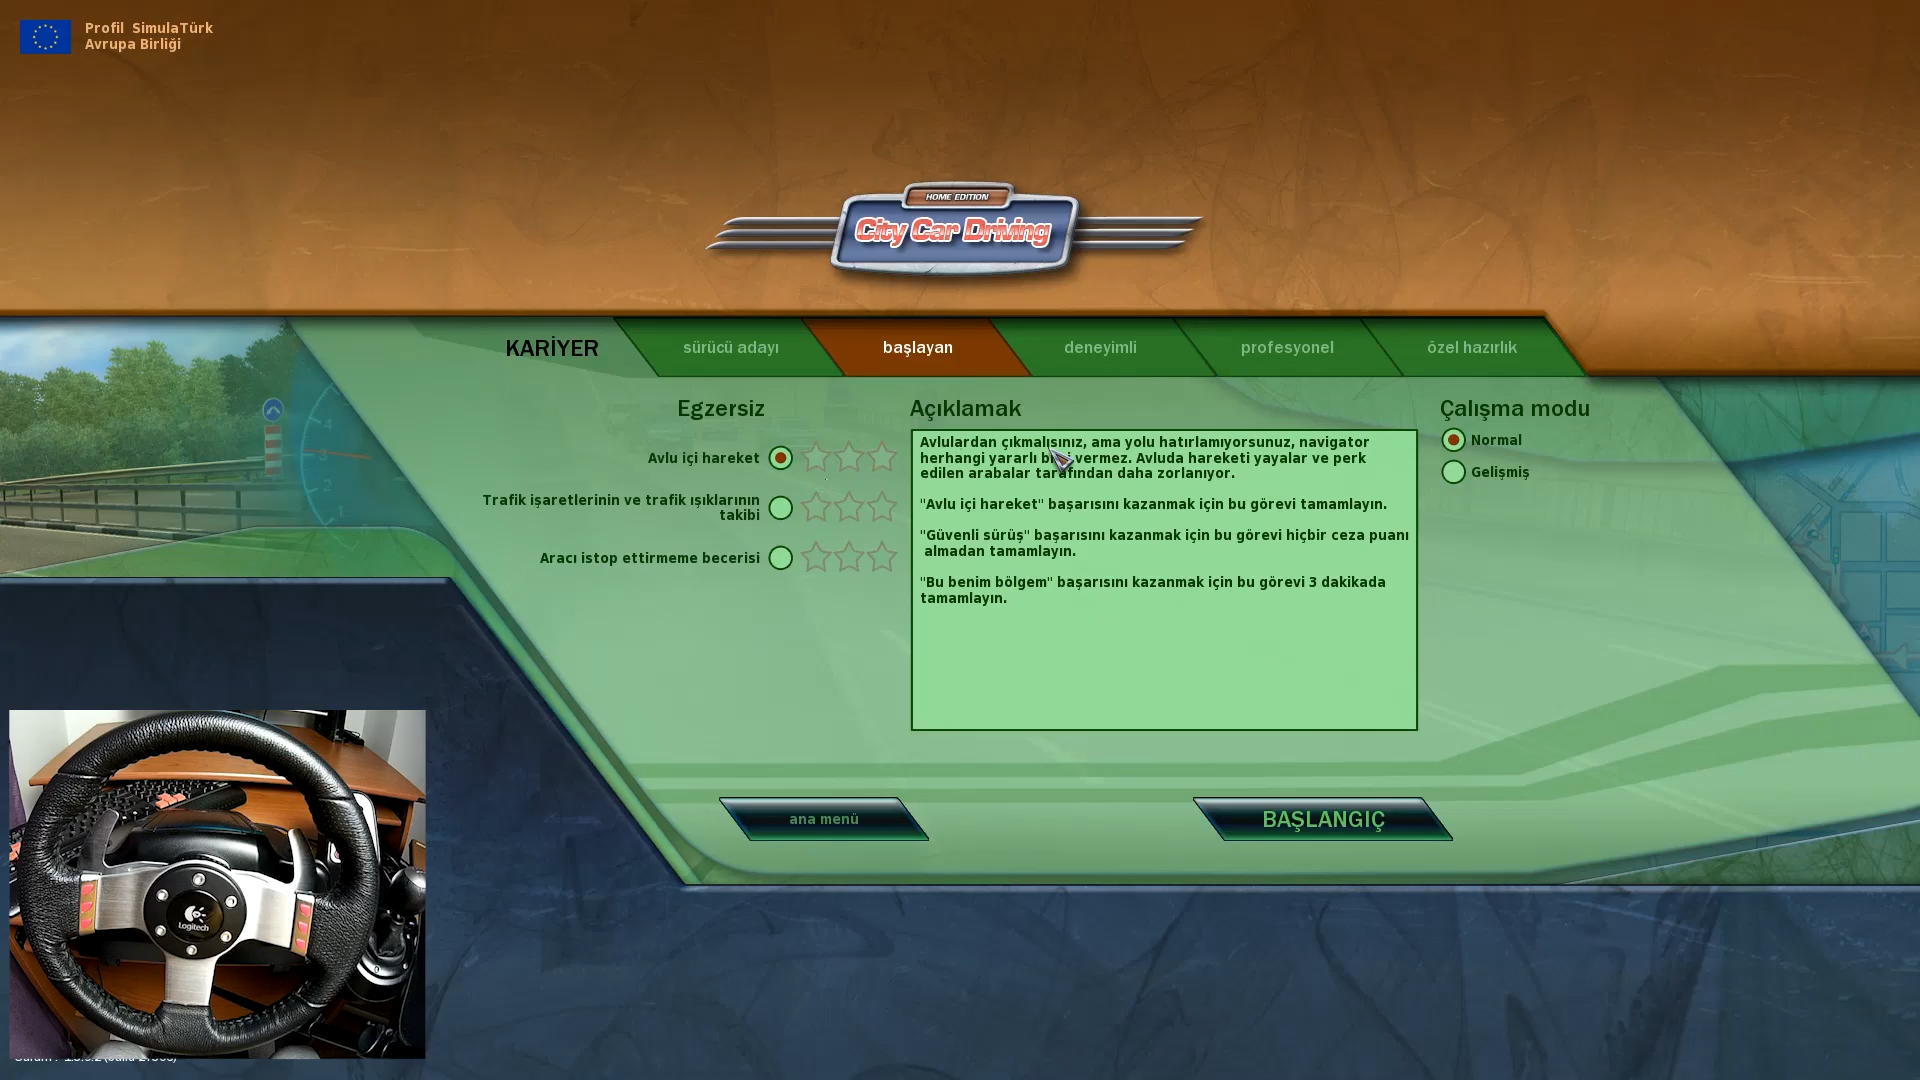 Profil SimulaTürk
Avrupa Birliği
HOME EDITION
City Car Driving
KARİYER
sürücü adayı
başlayan
deneyimli
profesyonel
özel hazırlık
Egzersiz
Avlu içi hareket
Trafik işaretlerinin ve trafik ışıklarının
takibi
Aracı istop ettirmeme becerisi
Açıklamak
Avlulardan çıkmalısınız, ama yolu hatırlamıyorsunuz, navigator
herhangi yararlı vermez. Avluda hareketi yayalar ve perk
edilen arabalar tarafından daha zorlanıyor.
"Avlu içi hareket" başarısını kazanmak için bu görevi tamamlayın.
"Güvenli sürüş" başarısını kazanmak için bu görevi hiçbir ceza puanı
almadan tamamlayın.
"Bu benim bölgem" başarısını kazanmak için bu görevi 3 dakikada
tamamlayın.
Çalışma modu
Normal
Gelişmiş
ana menü
BAŞLANGIÇ
Logitech